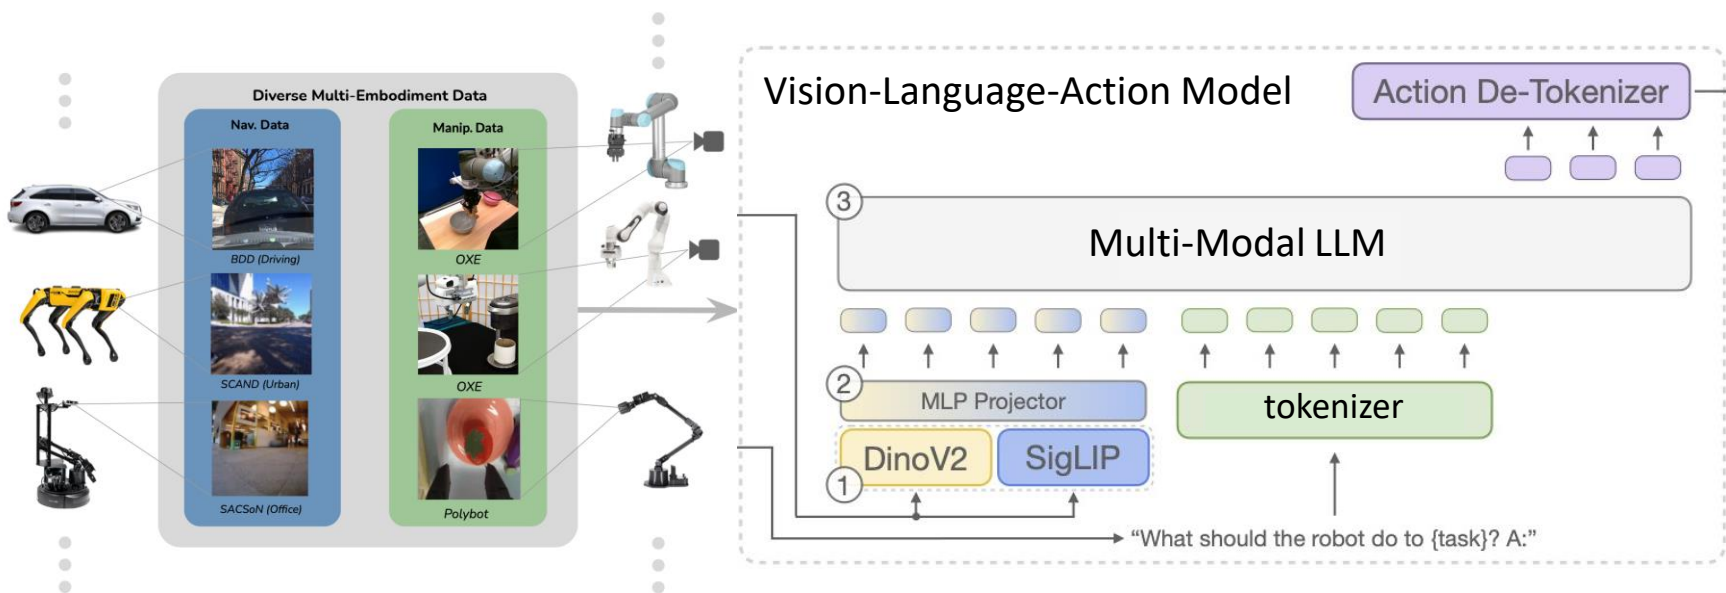 Diverse Multi-Embodiment Data
Nav. Data
BDD (Driving)
SCAND (Urban)
SACSoN (Office)
Manip. Data
OXE
OXE
Polybot
Vision-Language-Action Model
Action De-Tokenizer
3
Multi-Modal LLM
2
MLP Projector
tokenizer
1
DinoV2
SigLIP
“What should the robot do to {task}? A:”